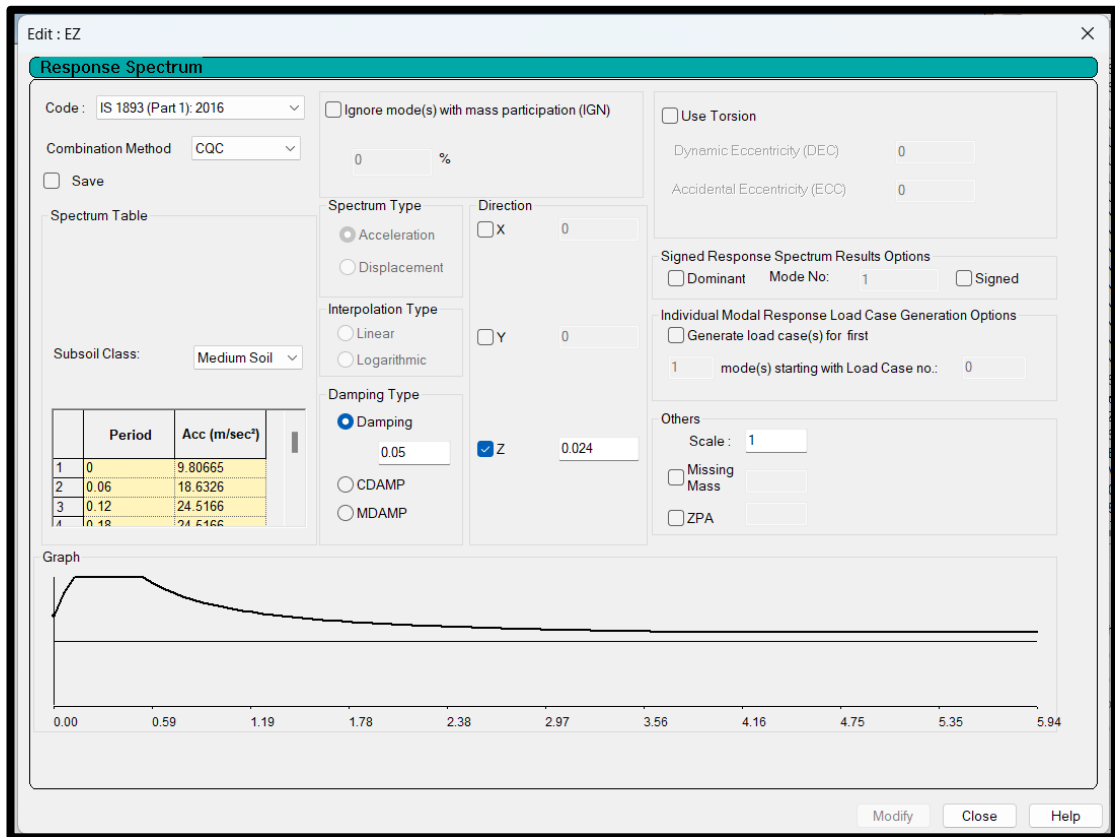 Edit : EZ
Response Spectrum
Code : IS 1893 (Part 1): 2016
Combination Method CQC
Save
Ignore mode(s) with mass participation (IGN)
0 %
Use Torsion
Dynamic Eccentricity (DEC) 0
Accidental Eccentricity (ECC) 0
Spectrum Table
Subsoil Class: Medium Soil
Period Acc (m/sec²)
1 0 9.80665
2 0.06 18.6326
3 0.12 24.5166
4 0.18 24.5166
Spectrum Type
Acceleration
Displacement
Interpolation Type
Linear
Logarithmic
Damping Type
Damping
0.05
CDAMP
MDAMP
Direction
X 0
Y 0
Z 0.024
Signed Response Spectrum Results Options
Dominant Mode No: 1 Signed
Individual Modal Response Load Case Generation Options
Generate load case(s) for first
1 mode(s) starting with Load Case no.: 0
Others
Scale : 1
Missing
Mass
ZPA
Graph
0.00 0.59 1.19 1.78 2.38 2.97 3.56 4.16 4.75 5.35 5.94
Modify Close Help